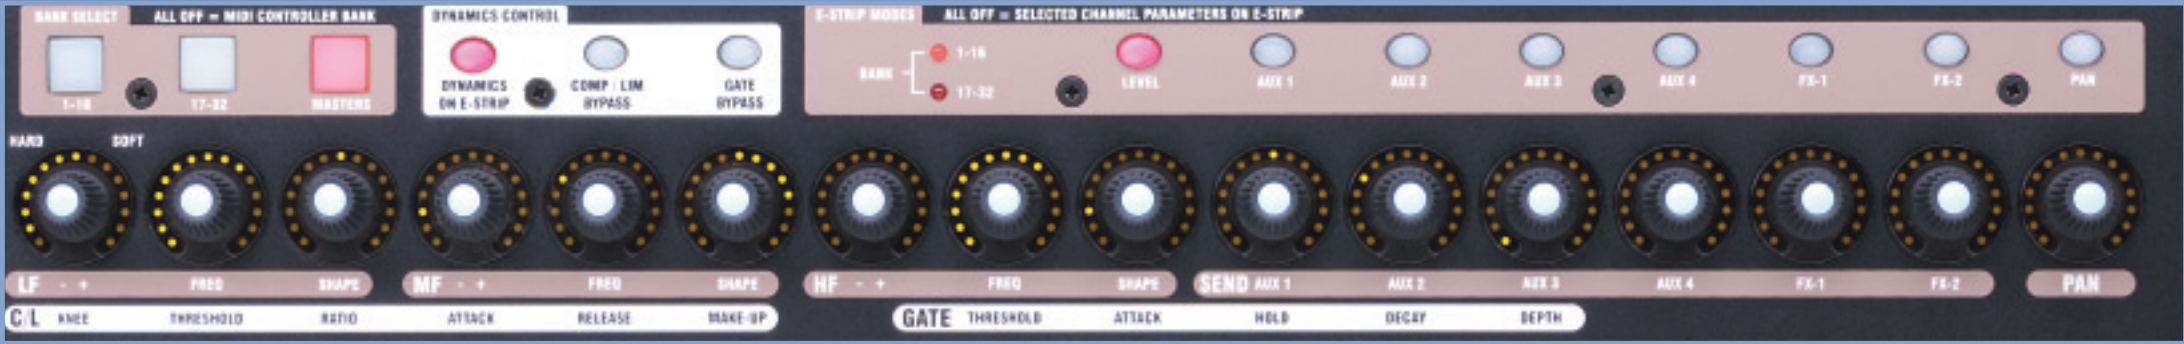 BANK SELECT ALL OFF = MIDI CONTROLLER BANK
1-16 17-32 MASTERS
DYNAMICS CONTROL
DYNAMICS ON E-STRIP COMP / LIM BYPASS GATE BYPASS
E-STRIP MODES ALL OFF = SELECTED CHANNEL PARAMETERS ON E-STRIP
BANK 1-16
17-32
LEVEL AUX 1 AUX 2 AUX 3 AUX 4 FX-1 FX-2 PAN
HARD SOFT
LF - + FREQ SHAPE MF - + FREQ SHAPE HF - + FREQ SHAPE SEND AUX 1 AUX 2 AUX 3 AUX 4 FX-1 FX-2 PAN
C/L KNEE THRESHOLD RATIO ATTACK RELEASE MAKE-UP GATE THRESHOLD ATTACK HOLD DECAY DEPTH